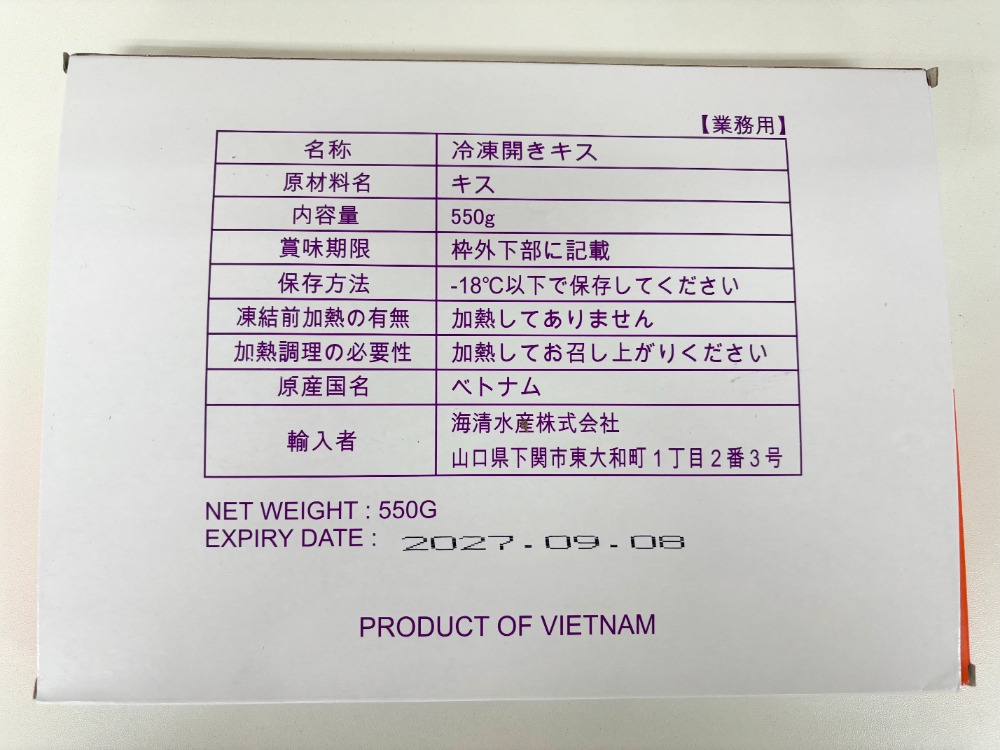 【業務用】
名称 冷凍開きキス
原材料名 キス
内容量 550g
賞味期限 枠外下部に記載
保存方法 -18℃以下で保存してください
凍結前加熱の有無 加熱してありません
加熱調理の必要性 加熱してお召し上がりください
原産国名 ベトナム
輸入者 海清水産株式会社
山口県下関市東大和町1丁目2番3号
NET WEIGHT : 550G
EXPIRY DATE : 2027.09.08
PRODUCT OF VIETNAM